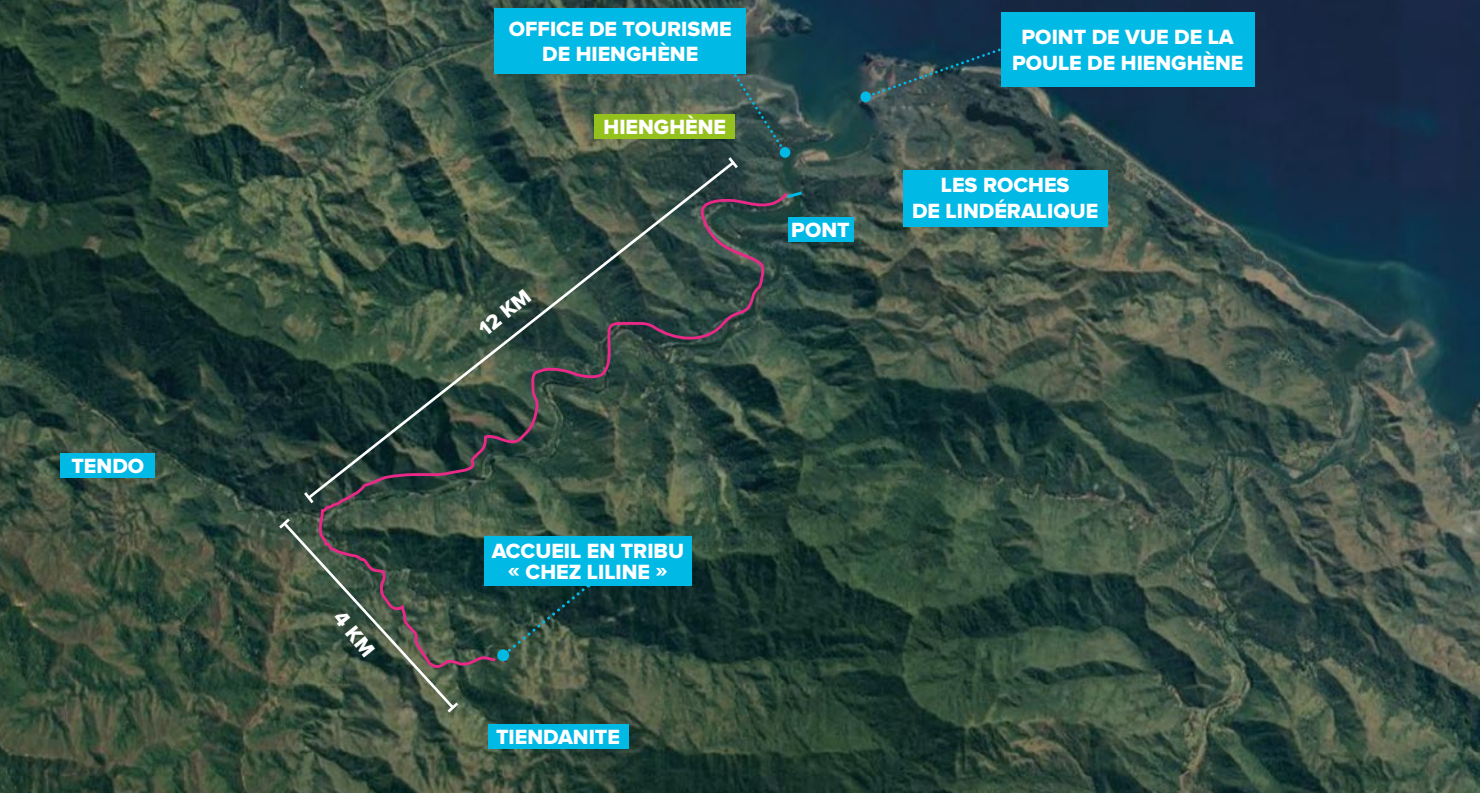 OFFICE DE TOURISME
DE HIENGHÈNE
POINT DE VUE DE LA
POULE DE HIENGHÈNE
HIENGHÈNE
LES ROCHES
DE LINDÉRALIQUE
PONT
12 KM
TENDO
ACCUEIL EN TRIBU
« CHEZ LILINE »
4 KM
TIENDANITE